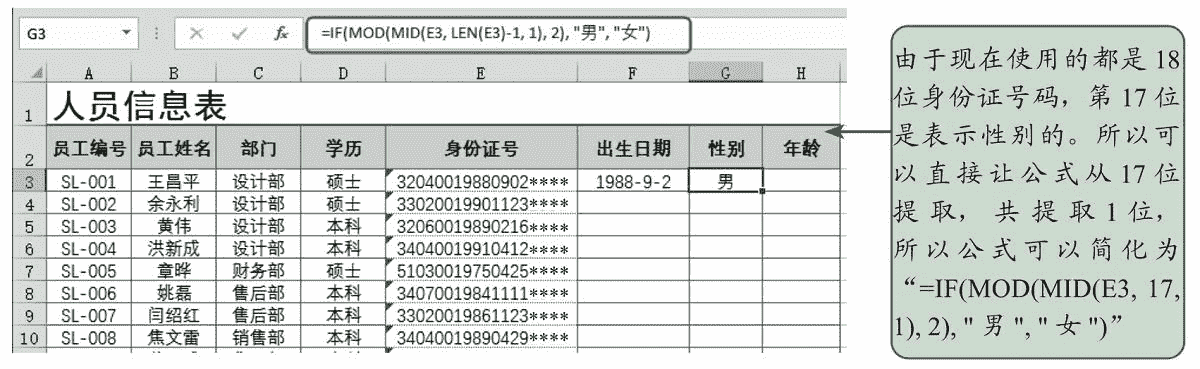 G3
fx
=IF(MOD(MID(E3, LEN(E3)-1, 1), 2), "男", "女")
A B C D E F G H
1 人员信息表
2 员工编号 员工姓名 部门 学历 身份证号 出生日期 性别 年龄
3 SL-001 王昌平 设计部 硕士 32040019880902**** 1988-9-2 男
4 SL-002 余永利 设计部 硕士 33020019901123****
5 SL-003 黄伟 设计部 本科 32060019890216****
6 SL-004 洪新成 设计部 本科 34040019910412****
7 SL-005 章晔 财务部 硕士 51030019750425****
8 SL-006 姚磊 售后部 本科 34070019841111****
9 SL-007 闫绍红 售后部 本科 33020019861123****
10 SL-008 焦文雷 销售部 本科 34040019890429****
由于现在使用的都是 18
位身份证号码，第 17 位
是表示性别的。所以可
以直接让公式从 17 位
提取，共提取 1 位，
所以公式可以简化为
“=IF(MOD(MID(E3, 17,
1), 2), " 男 ", " 女 ")”